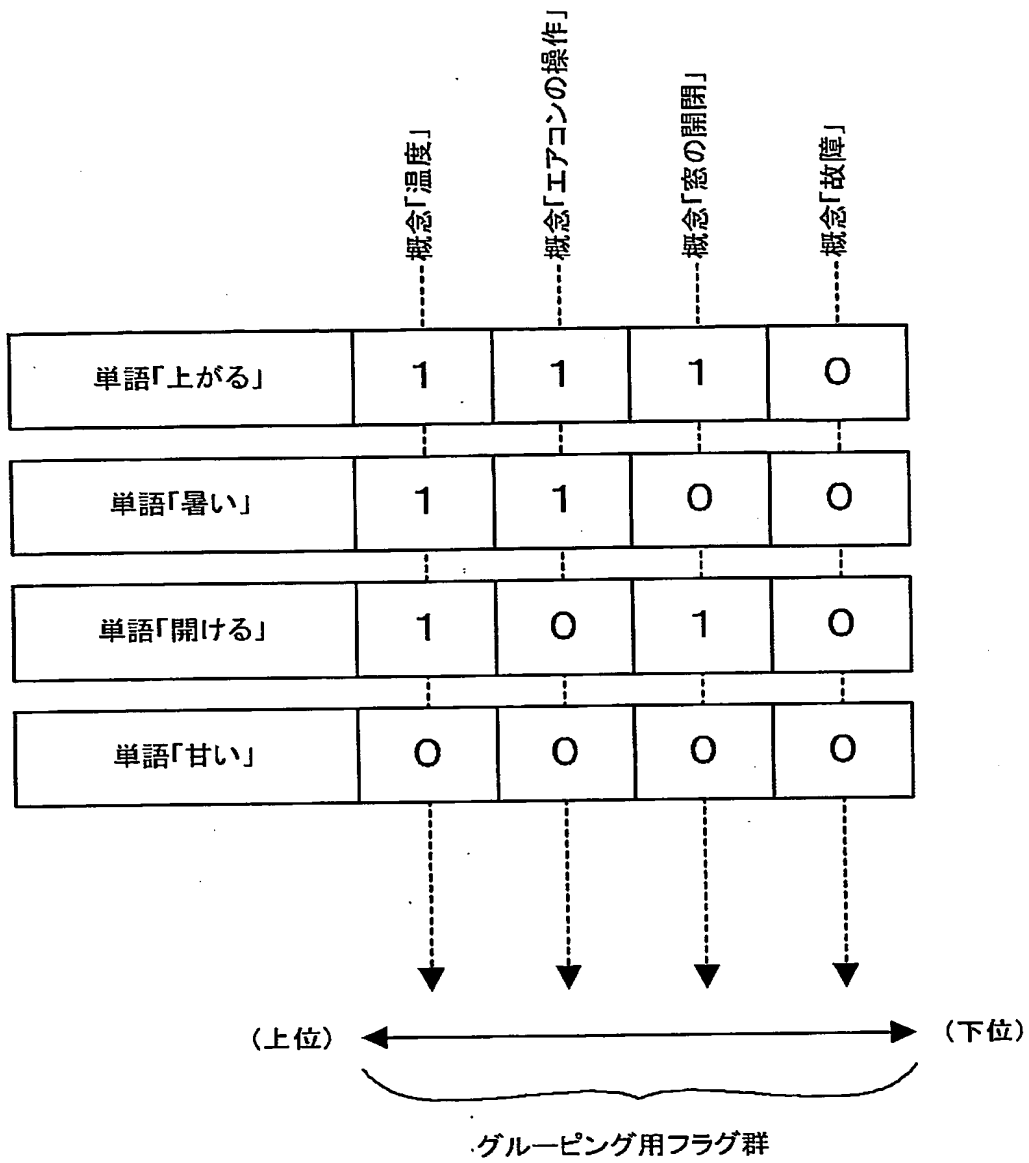 概念「温度」
概念「エアコンの操作」
概念「窓の開閉」
概念「故障」
単語「上がる」 1 1 1 0
単語「暑い」 1 1 0 0
単語「開ける」 1 0 1 0
単語「甘い」 0 0 0 0
(上位) (下位)
グルーピング用フラグ群